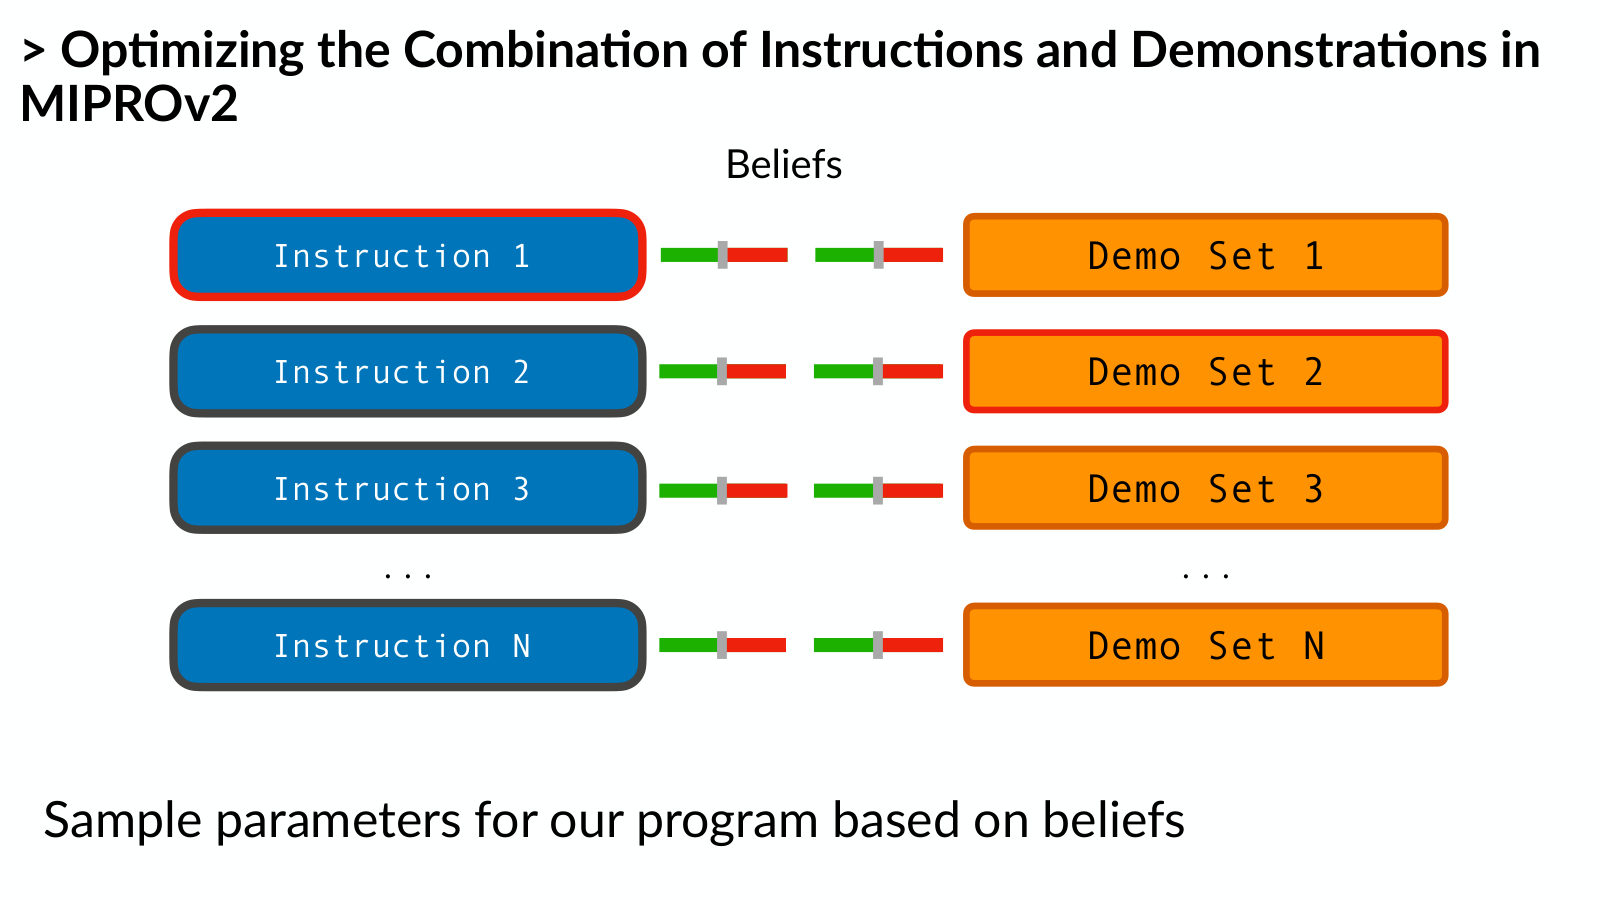 > Optimizing the Combination of Instructions and Demonstrations in
MIPROv2
Beliefs
Instruction 1
Demo Set 1
Instruction 2
Demo Set 2
Instruction 3
Demo Set 3
...
...
Instruction N
Demo Set N
Sample parameters for our program based on beliefs